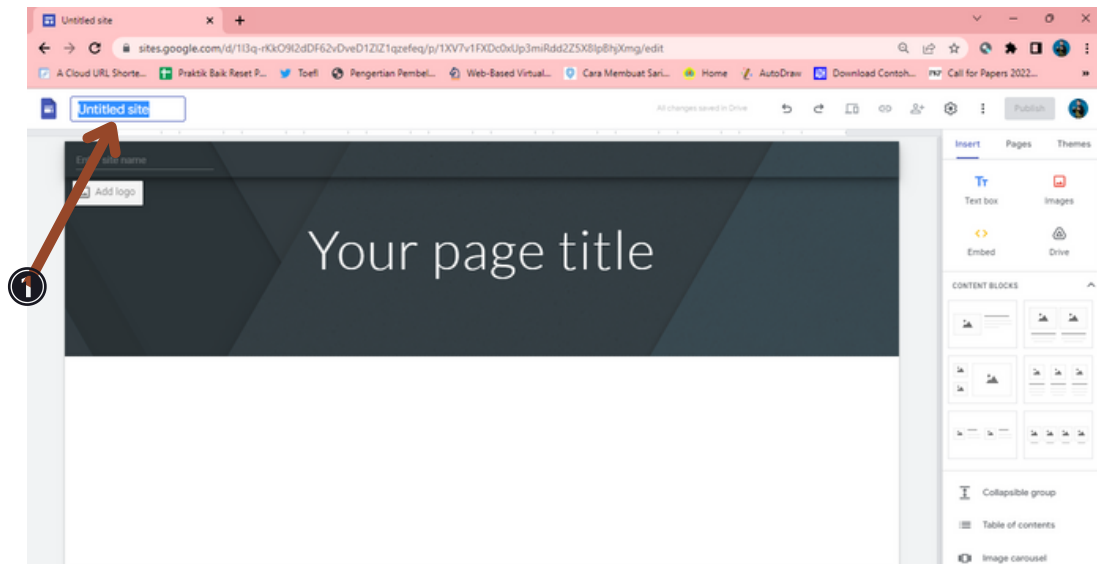 Untitled site
sites.google.com/d/1I3q-rKkO9I2dDF62vDveD1ZIZ1qzefeq/p/1XV7v1FXDc0xUp3miRdd2Z5X8IpBhjXmg/edit
A Cloud URL Shorte... Praktik Baik Reset P... Toefl Pengertian Pembel... Web-Based Virtual... Cara Membuat Sari... Home AutoDraw Download Contoh... Call for Papers 2022...
Untitled site
All changes saved in Drive
Publish
Insert Pages Themes
Enter site name
Add logo
Your page title
1
Text box Images
Embed Drive
CONTENT BLOCKS
Collapsible group
Table of contents
Image carousel